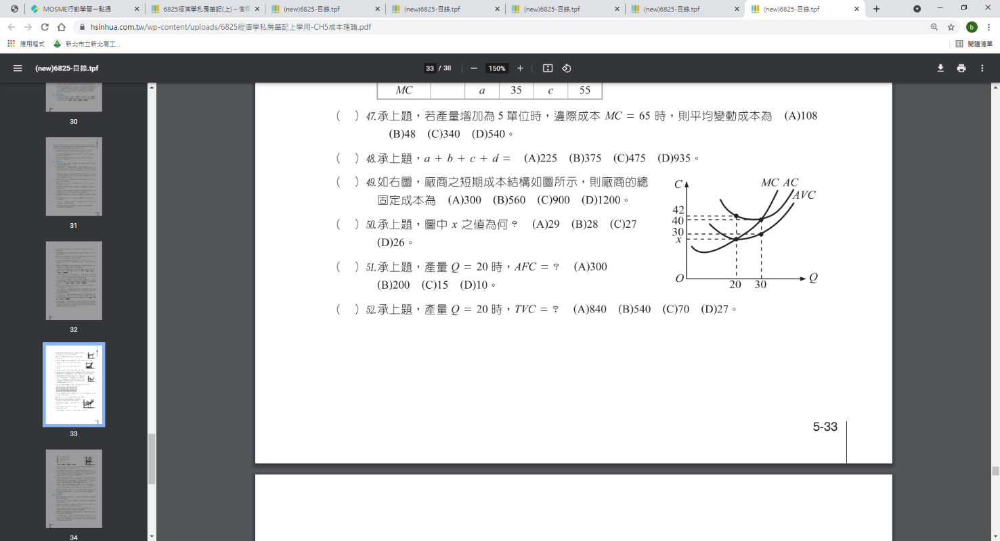 MOSME行動學習一點通
6825經濟學私房筆記(上) – 信
(new)6825-目錄.tpf
(new)6825-目錄.tpf
(new)6825-目錄.tpf
(new)6825-目錄.tpf
(new)6825-目錄.tpf
hsinhua.com.tw/wp-content/uploads/6825經濟學私房筆記上學用-CH5成本理論.pdf
b
應用程式
新北市立新北高工...
閱讀清單
(new)6825-目錄.tpf
33 / 38
150%
30
31
32
33
34
MC a 35 c 55
( ) 47.承上題，若產量增加為 5 單位時，邊際成本 MC = 65 時，則平均變動成本為 (A)108
(B)48 (C)340 (D)540。
( ) 48.承上題，a + b + c + d = (A)225 (B)375 (C)475 (D)935。
( ) 49.如右圖，廠商之短期成本結構如圖所示，則廠商的總
固定成本為 (A)300 (B)560 (C)900 (D)1200。
( ) 50.承上題，圖中 x 之值為何？ (A)29 (B)28 (C)27
(D)26。
( ) 51.承上題，產量 Q = 20 時，AFC = ？ (A)300
(B)200 (C)15 (D)10。
( ) 52.承上題，產量 Q = 20 時，TVC = ？ (A)840 (B)540 (C)70 (D)27。
C
MC AC
AVC
42
40
30
x
O
20 30
Q
5-33